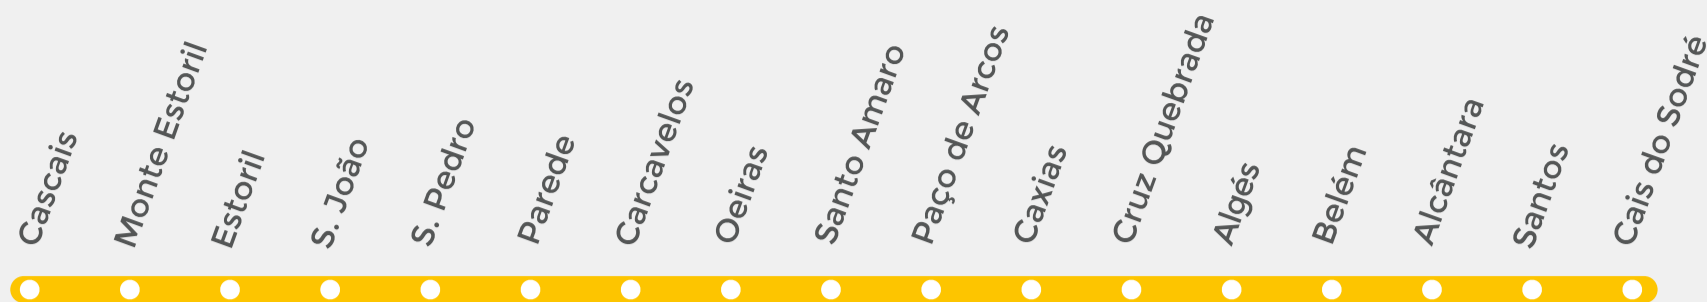 Cascais
Monte Estoril
Estoril
S. João
S. Pedro
Parede
Carcavelos
Oeiras
Santo Amaro
Paço de Arcos
Caxias
Cruz Quebrada
Algés
Belém
Alcântara
Santos
Cais do Sodré